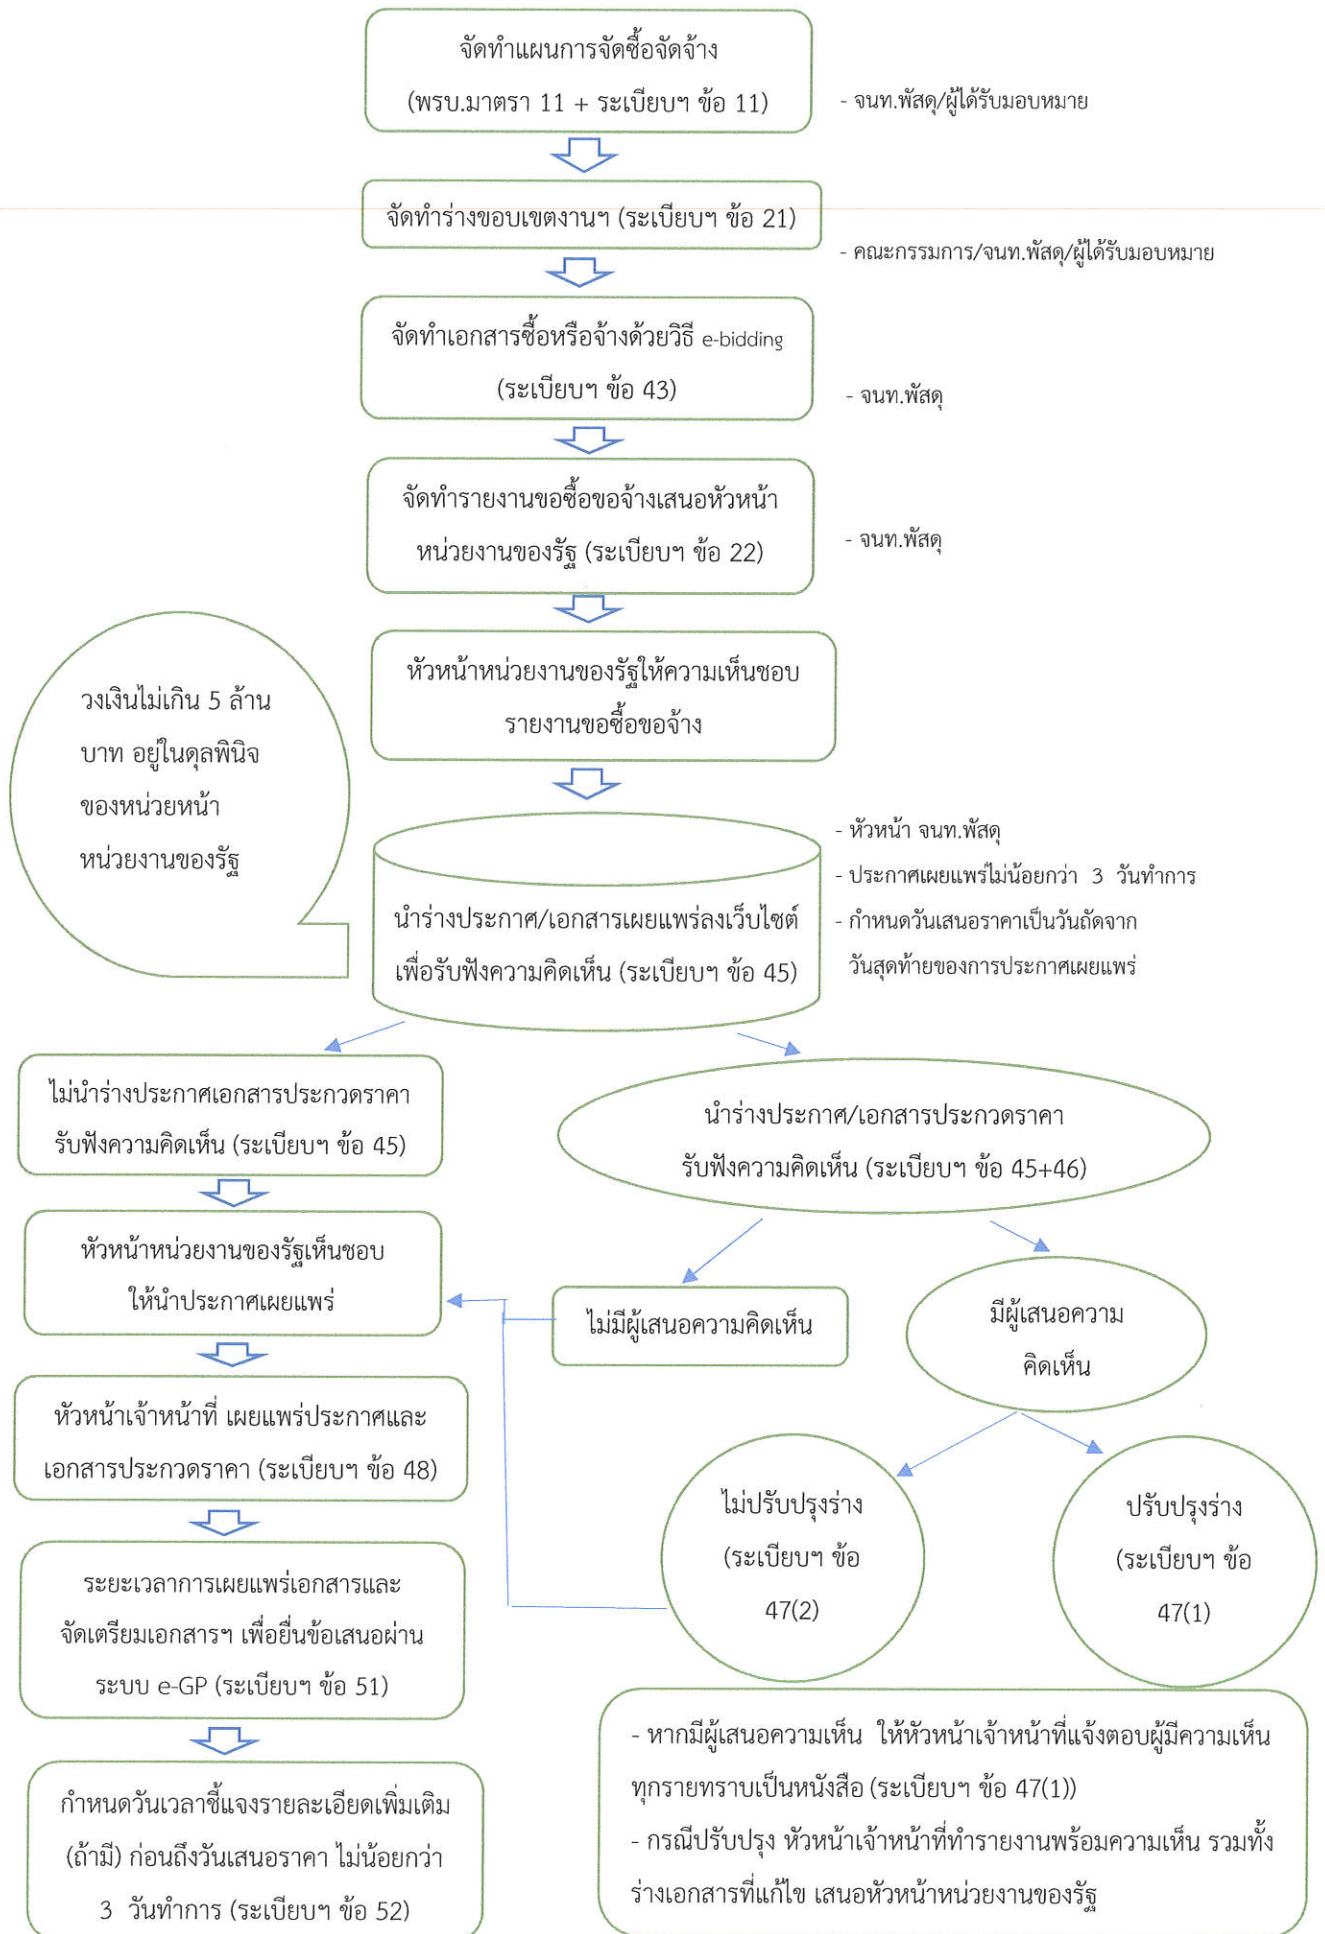 จัดทำแผนการจัดซื้อจัดจ้าง
(พรบ.มาตรา 11 + ระเบียบฯ ข้อ 11)
- จนท.พัสดุ/ผู้ได้รับมอบหมาย
จัดทำร่างขอบเขตงานฯ (ระเบียบฯ ข้อ 21)
- คณะกรรมการ/จนท.พัสดุ/ผู้ได้รับมอบหมาย
จัดทำเอกสารซื้อหรือจ้างด้วยวิธี e-bidding
(ระเบียบฯ ข้อ 43)
- จนท.พัสดุ
จัดทำรายงานขอซื้อขอจ้างเสนอหัวหน้า
หน่วยงานของรัฐ (ระเบียบฯ ข้อ 22)
- จนท.พัสดุ
หัวหน้าหน่วยงานของรัฐให้ความเห็นชอบ
รายงานขอซื้อขอจ้าง
วงเงินไม่เกิน 5 ล้าน
บาท อยู่ในดุลพินิจ
ของหน่วยหน้า
หน่วยงานของรัฐ
นำร่างประกาศ/เอกสารเผยแพร่ลงเว็บไซต์
เพื่อรับฟังความคิดเห็น (ระเบียบฯ ข้อ 45)
- หัวหน้า จนท.พัสดุ
- ประกาศเผยแพร่ไม่น้อยกว่า 3 วันทำการ
- กำหนดวันเสนอราคาเป็นวันถัดจาก
วันสุดท้ายของการประกาศเผยแพร่
ไม่นำร่างประกาศเอกสารประกวดราคา
รับฟังความคิดเห็น (ระเบียบฯ ข้อ 45)
นำร่างประกาศ/เอกสารประกวดราคา
รับฟังความคิดเห็น (ระเบียบฯ ข้อ 45+46)
หัวหน้าหน่วยงานของรัฐเห็นชอบ
ให้นำประกาศเผยแพร่
ไม่มีผู้เสนอความคิดเห็น
มีผู้เสนอความ
คิดเห็น
หัวหน้าเจ้าหน้าที่ เผยแพร่ประกาศและ
เอกสารประกวดราคา (ระเบียบฯ ข้อ 48)
ไม่ปรับปรุงร่าง
(ระเบียบฯ ข้อ
47(2)
ปรับปรุงร่าง
(ระเบียบฯ ข้อ
47(1)
ระยะเวลาการเผยแพร่เอกสารและ
จัดเตรียมเอกสารฯ เพื่อยื่นข้อเสนอผ่าน
ระบบ e-GP (ระเบียบฯ ข้อ 51)
- หากมีผู้เสนอความเห็น ให้หัวหน้าเจ้าหน้าที่แจ้งตอบผู้มีความเห็น
ทุกรายทราบเป็นหนังสือ (ระเบียบฯ ข้อ 47(1))
- กรณีปรับปรุง หัวหน้าเจ้าหน้าที่ทำรายงานพร้อมความเห็น รวมทั้ง
ร่างเอกสารที่แก้ไข เสนอหัวหน้าหน่วยงานของรัฐ
กำหนดวันเวลาชี้แจงรายละเอียดเพิ่มเติม
(ถ้ามี) ก่อนถึงวันเสนอราคา ไม่น้อยกว่า
3 วันทำการ (ระเบียบฯ ข้อ 52)